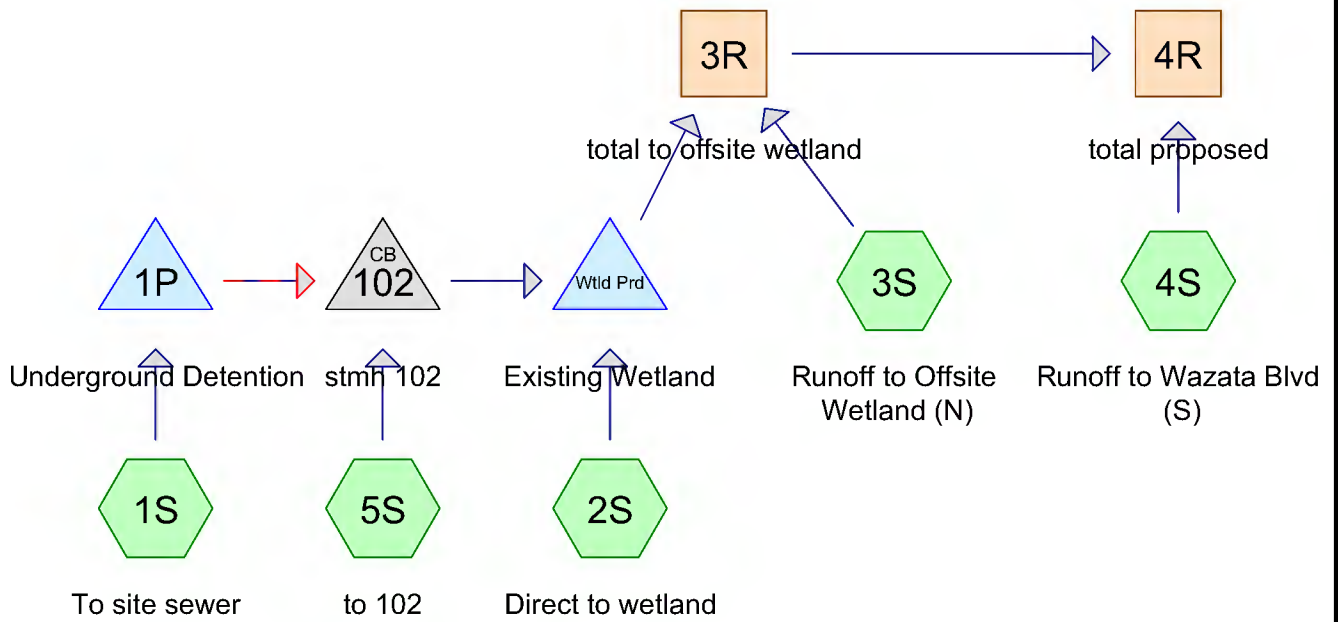 3R
4R
total to offsite wetland
total proposed
1P
CB
102
Wtld Prd
3S
4S
Underground Detention
stmh 102
Existing Wetland
Runoff to Offsite
Wetland (N)
Runoff to Wazata Blvd
(S)
1S
5S
2S
To site sewer
to 102
Direct to wetland